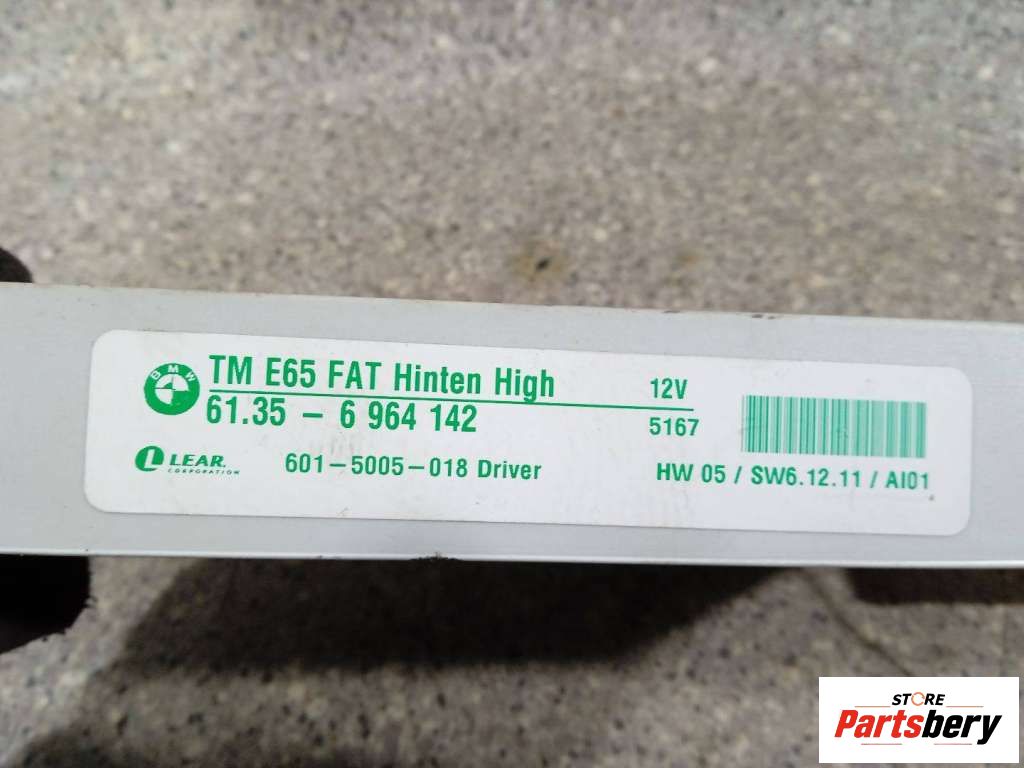 BMW
TM E65 FAT Hinten High 12V
61.35 – 6 964 142 5167
LEAR.
CORPORATION
601–5005–018 Driver
HW 05 / SW6.12.11 / AI01
STORE
Partsbery